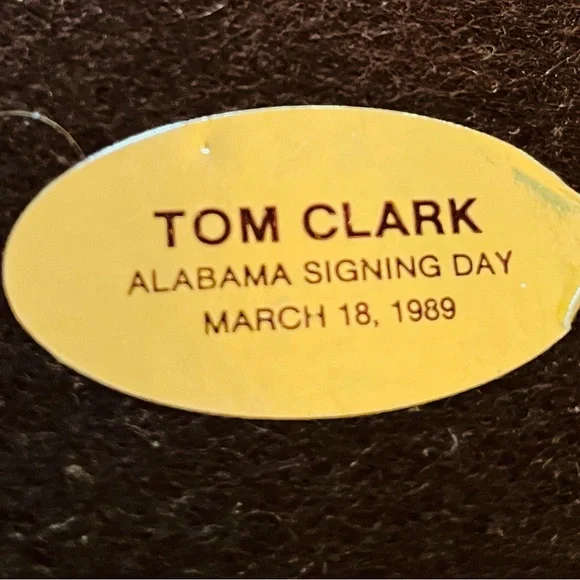 TOM CLARK
ALABAMA SIGNING DAY
MARCH 18, 1989